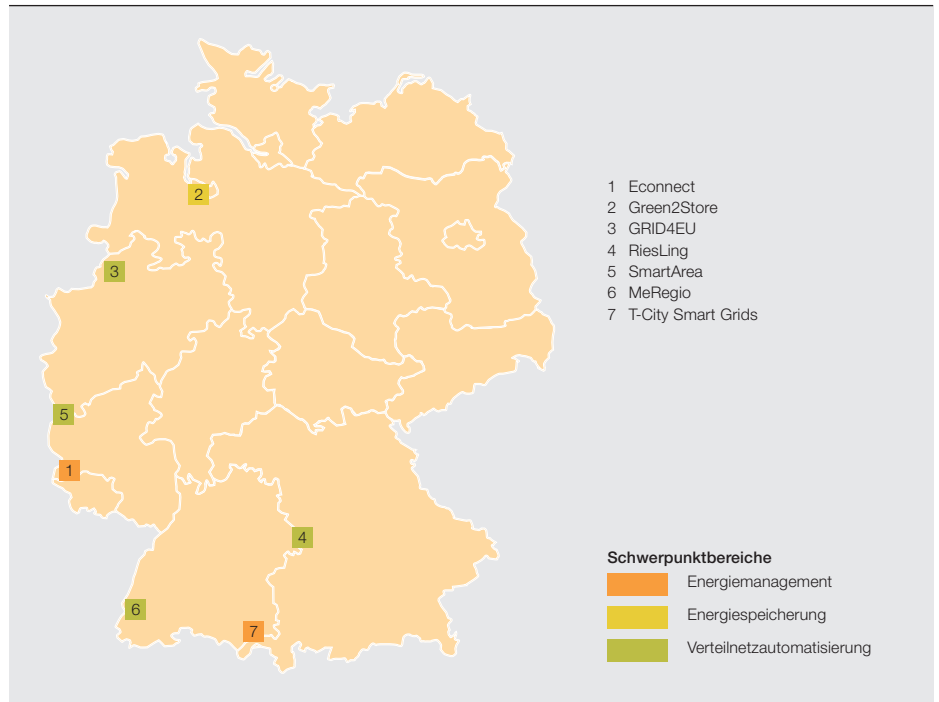 2
3
5
1
4
6
7
1 Econnect
2 Green2Store
3 GRID4EU
4 RiesLing
5 SmartArea
6 MeRegio
7 T-City Smart Grids
Schwerpunktbereiche
Energiemanagement
Energiespeicherung
Verteilnetzautomatisierung